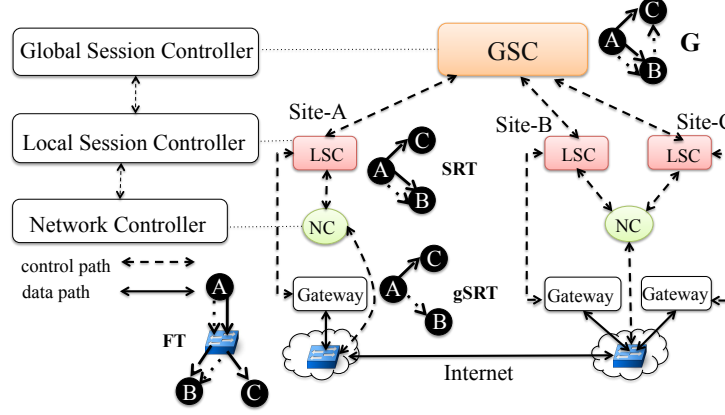 Global Session Controller
GSC
C
A
B
G
Local Session Controller
Site-A
LSC
A
C
B
SRT
Site-B
LSC
Site-C
LSC
Network Controller
NC
NC
control path
data path
A
FT
B
C
Gateway
A
C
B
gSRT
Gateway
Gateway
Internet